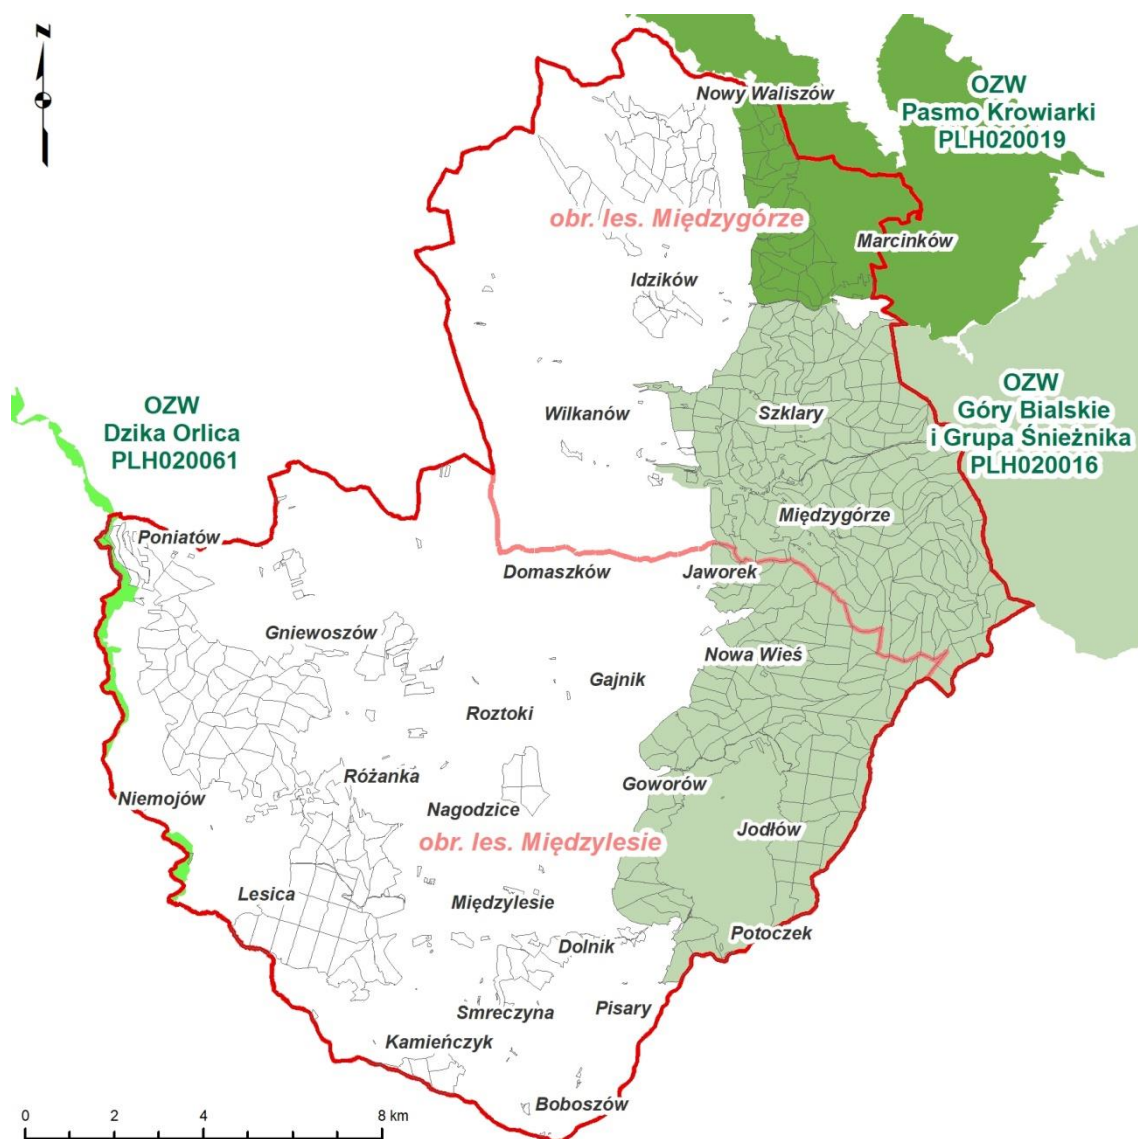 N
OZW
Pasmo Krowiarki
PLH020019
Nowy Waliszów
obr. les. Międzygórze
Marcinków
Idzików
OZW
Góry Bialskie
i Grupa Śnieżnika
PLH020016
OZW
Dzika Orlica
PLH020061
Wilkanów
Szklary
Międzygórze
Poniatów
Domaszków
Jaworek
Gniewoszów
Nowa Wieś
Gajnik
Roztoki
Różanka
Goworów
Niemojów
Nagodzice
Jodłów
obr. les. Międzylesie
Lesica
Międzylesie
Dolnik
Potoczek
Smreczyna
Pisary
Kamieńczyk
Boboszów
0 2 4 8 km